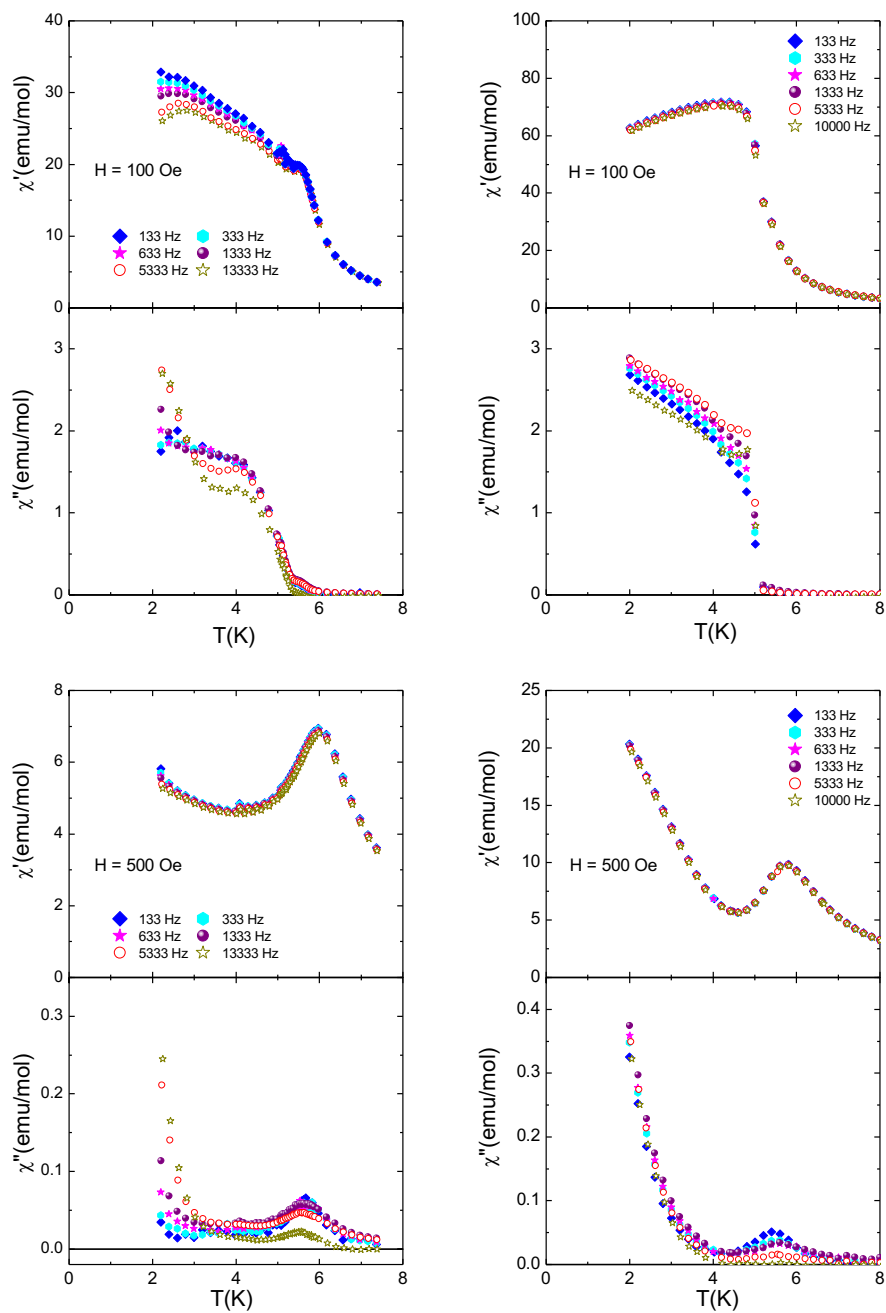 40
30
20
10
0
χ'(emu/mol)
H = 100 Oe
133 Hz 333 Hz
633 Hz 1333 Hz
5333 Hz 13333 Hz
3
2
1
0
χ"(emu/mol)
0 2 4 6 8
T(K)
100
80
60
40
20
0
χ'(emu/mol)
133 Hz
333 Hz
633 Hz
1333 Hz
5333 Hz
10000 Hz
H = 100 Oe
3
2
1
0
χ"(emu/mol)
0 2 4 6 8
T(K)
8
6
4
2
0
χ'(emu/mol)
H = 500 Oe
133 Hz 333 Hz
633 Hz 1333 Hz
5333 Hz 13333 Hz
0.3
0.2
0.1
0.0
χ"(emu/mol)
0 2 4 6 8
T(K)
25
20
15
10
5
0
χ'(emu/mol)
133 Hz
333 Hz
633 Hz
1333 Hz
5333 Hz
10000 Hz
H = 500 Oe
0.4
0.3
0.2
0.1
0.0
χ"(emu/mol)
0 2 4 6 8
T(K)